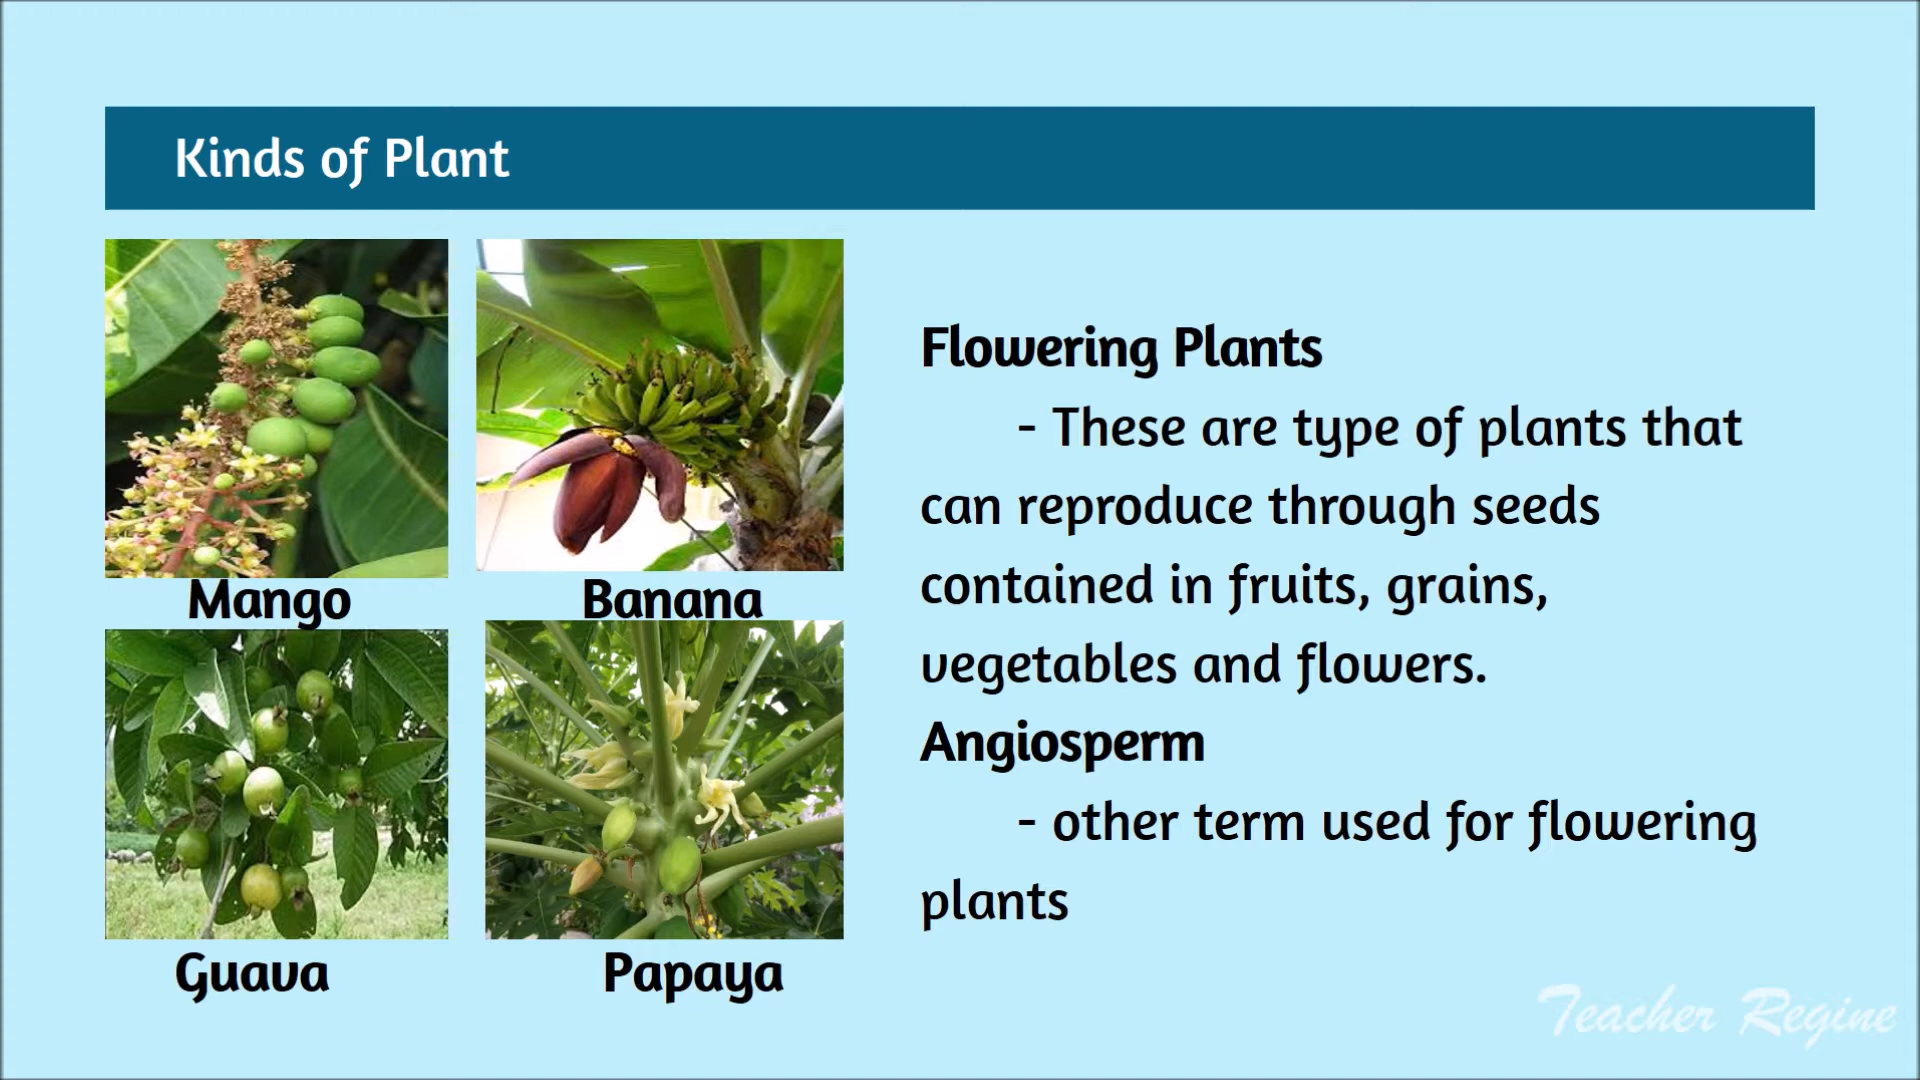 Kinds of Plant
Mango
Banana
Guava
Papaya
Flowering Plants
- These are type of plants that
can reproduce through seeds
contained in fruits, grains,
vegetables and flowers.
Angiosperm
- other term used for flowering
plants
Teacher Regine